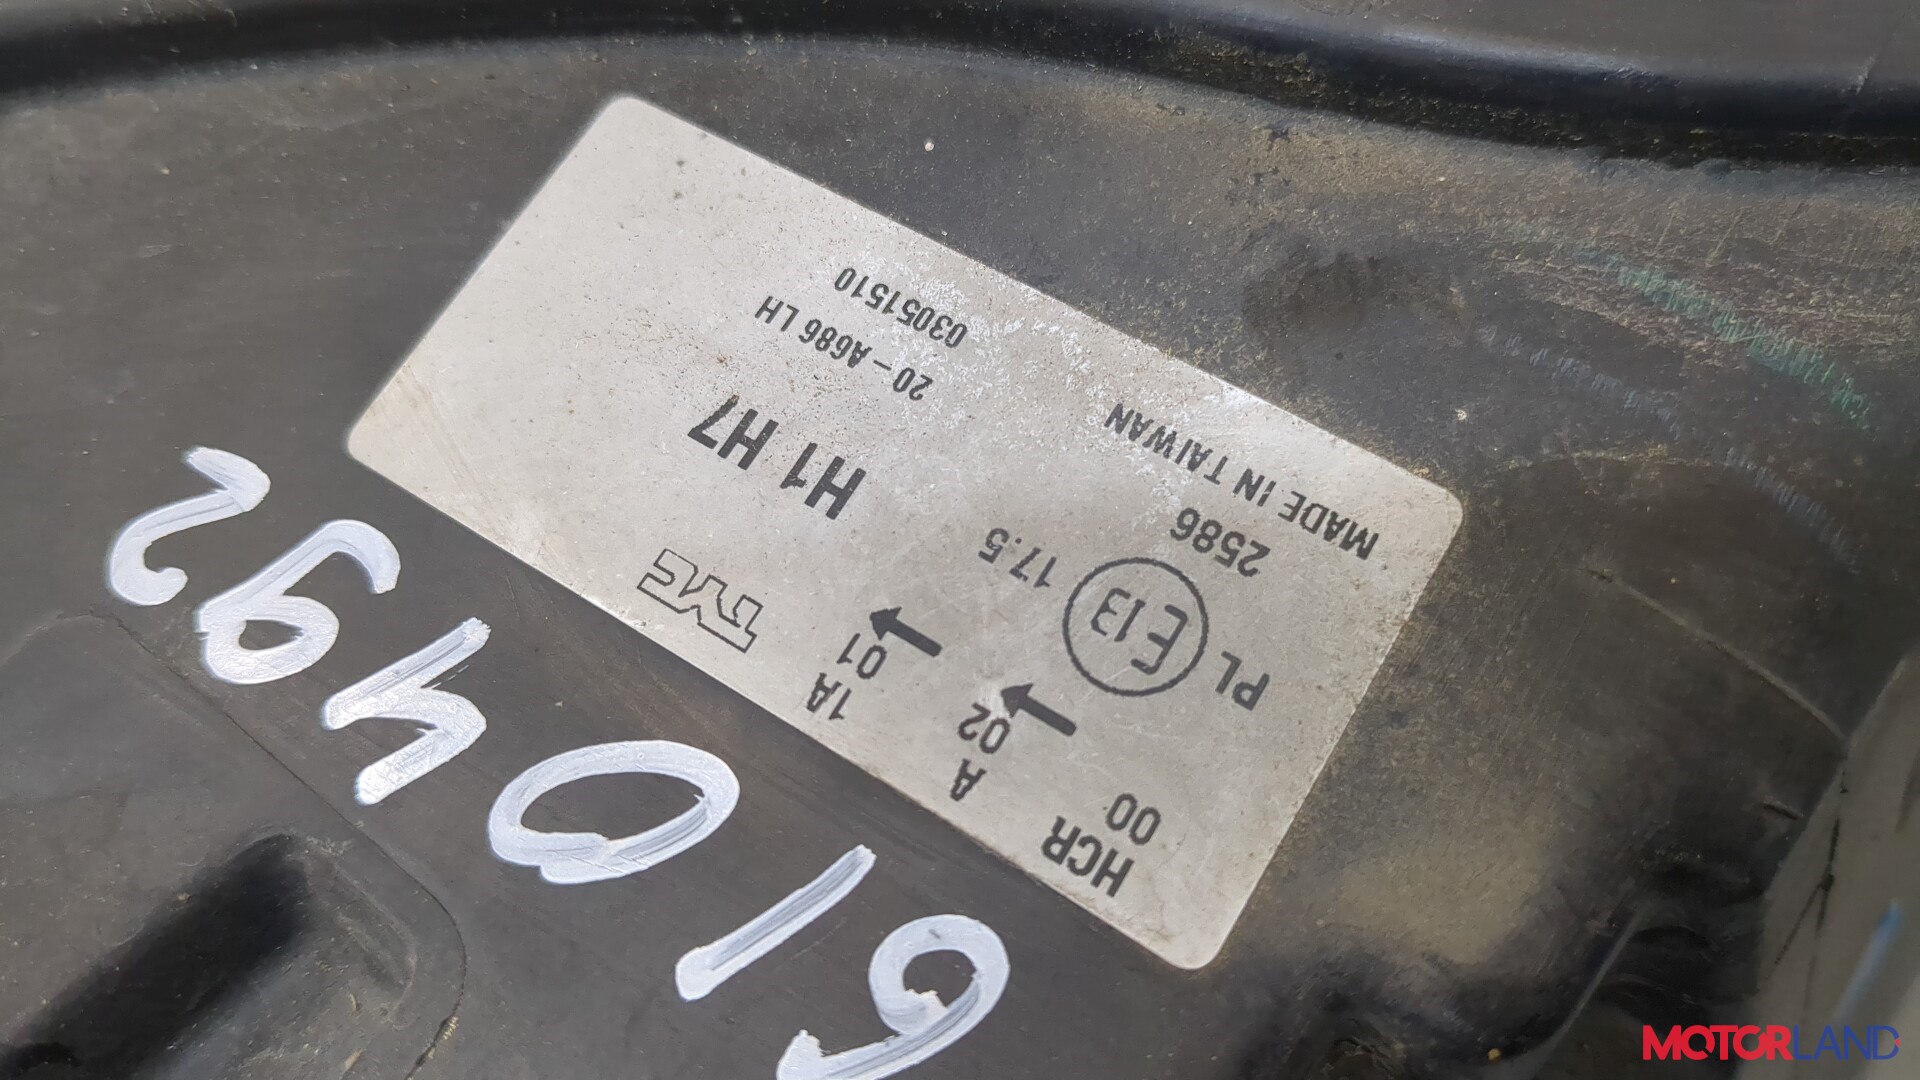 610492
HCR A 1A TYC
00 02 01
PL E13 17.5 H1 H7
2586 20-A686 LH
MADE IN TAIWAN 03051510
MOTORLAND